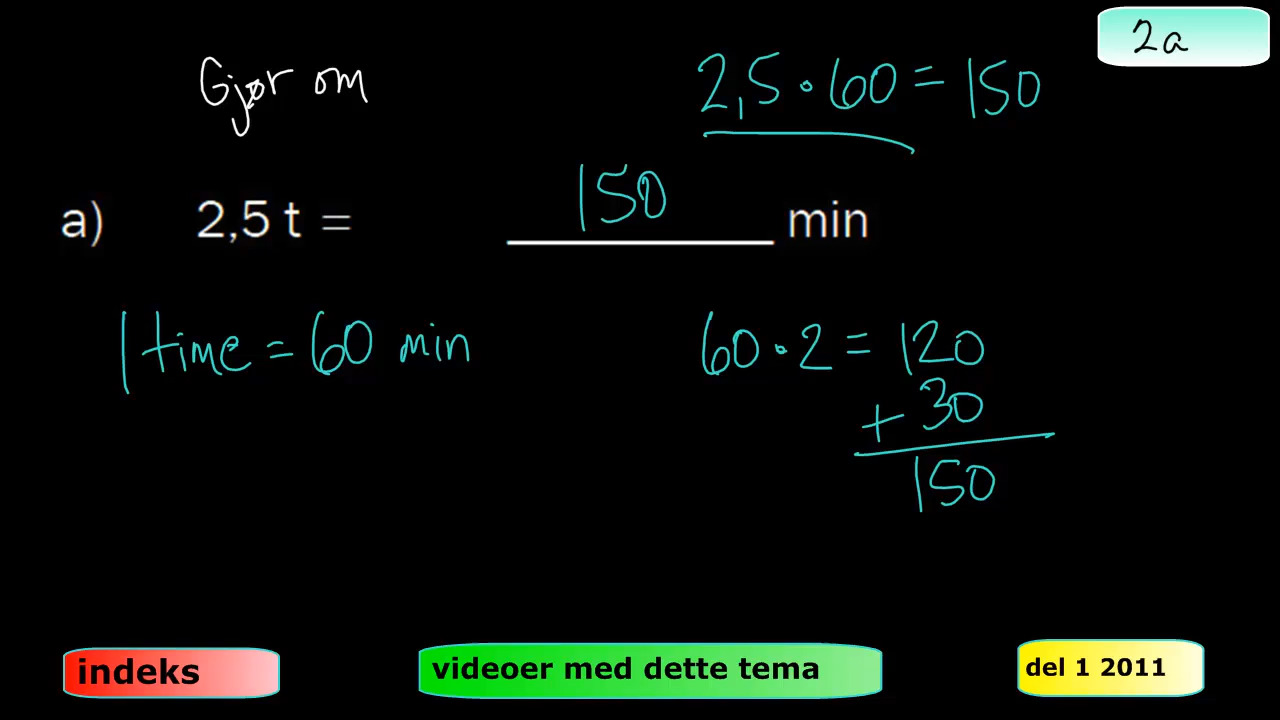 2a
Gjør om
2,5 · 60 = 150
a) 2,5 t = 150 min
1 time = 60 min
60 · 2 = 120
+ 30
150
indeks
videoer med dette tema
del 1 2011